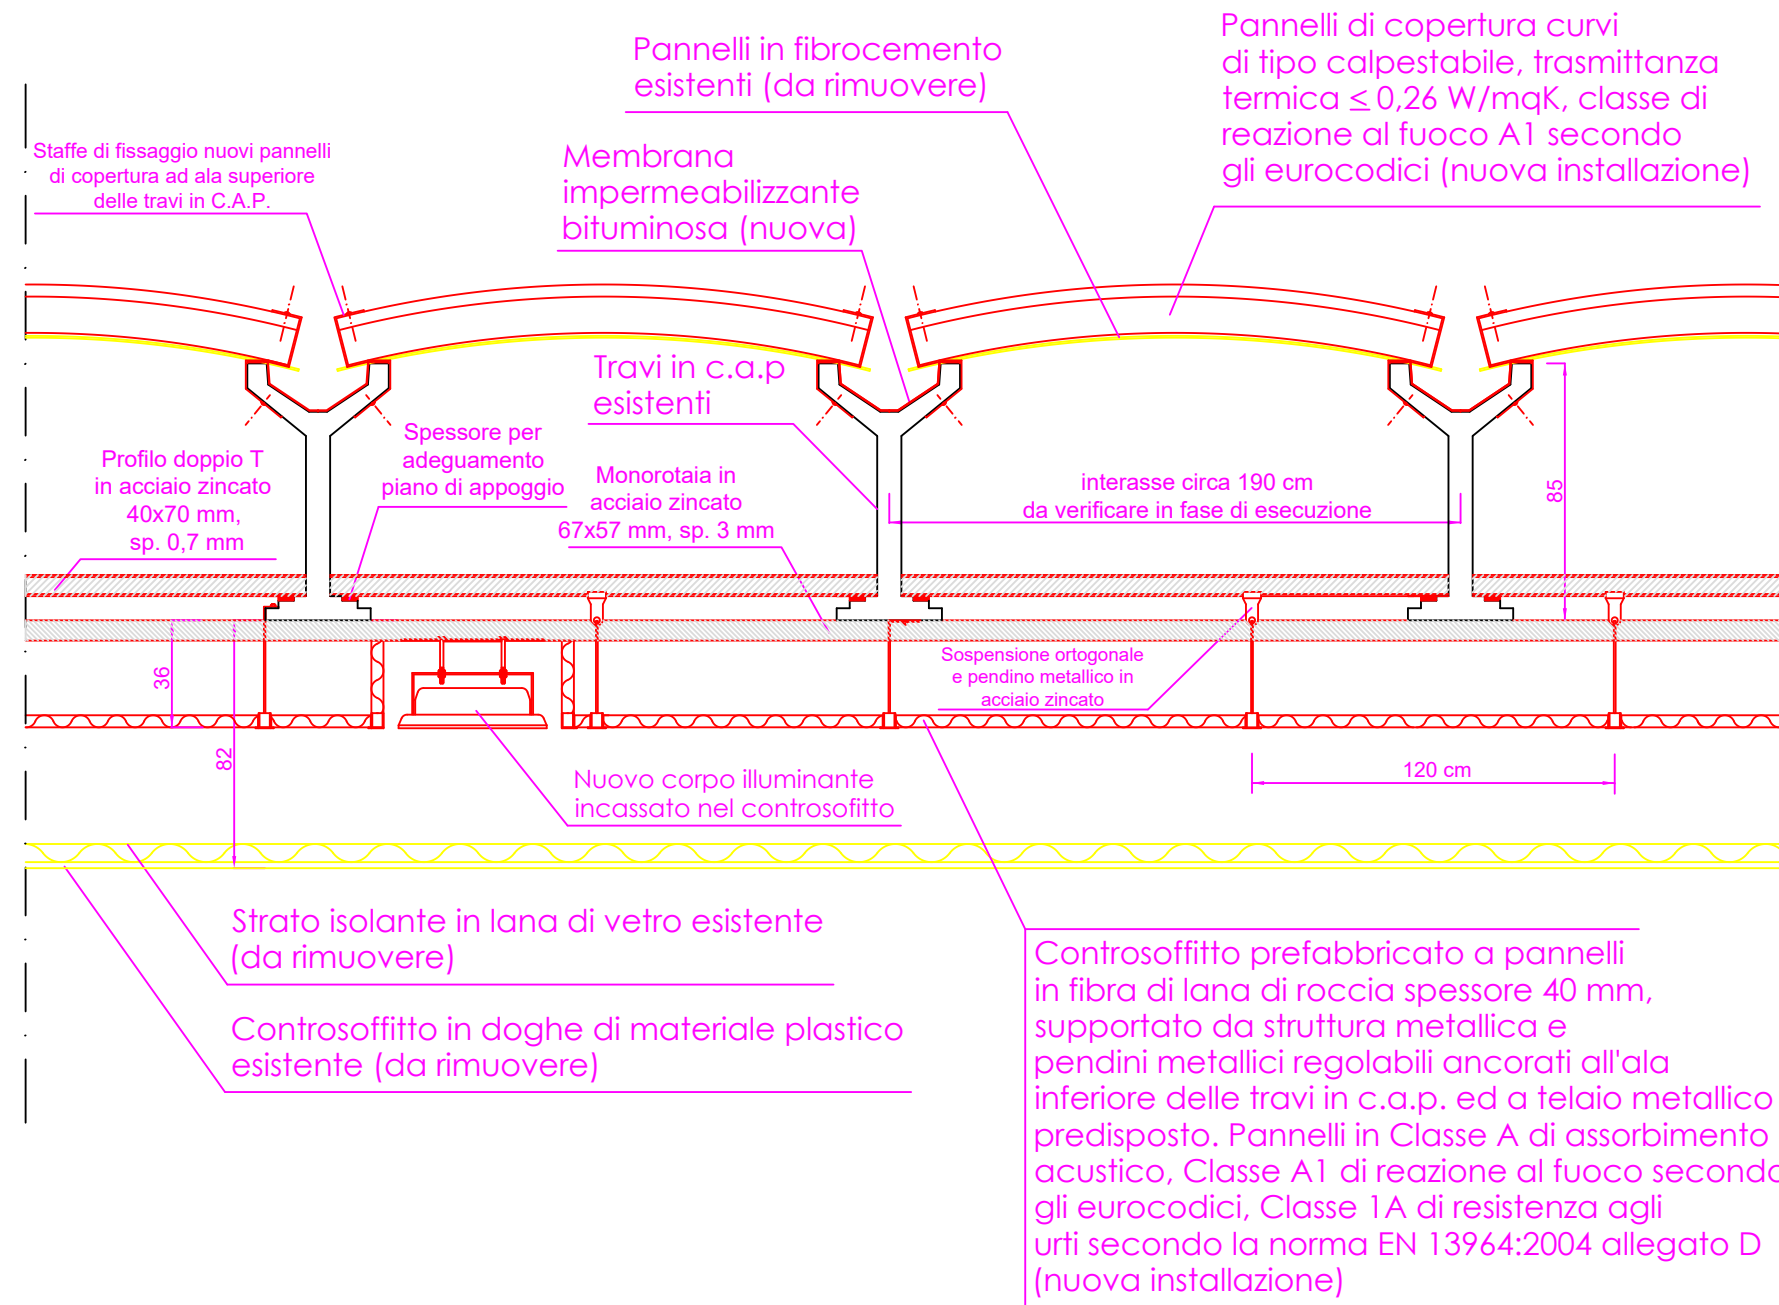 Pannelli in fibrocemento
esistenti (da rimuovere)
Pannelli di copertura curvi
di tipo calpestabile, trasmittanza
termica ≤ 0,26 W/mqK, classe di
reazione al fuoco A1 secondo
gli eurocodici (nuova installazione)
Staffe di fissaggio nuovi pannelli
di copertura ad ala superiore
delle travi in C.A.P.
Membrana
impermeabilizzante
bituminosa (nuova)
Travi in c.a.p
esistenti
Profilo doppio T
in acciaio zincato
40x70 mm,
sp. 0,7 mm
Spessore per
adeguamento
piano di appoggio
Monorotaia in
acciaio zincato
67x57 mm, sp. 3 mm
interasse circa 190 cm
da verificare in fase di esecuzione
85
36
82
Sospensione ortogonale
e pendino metallico in
acciaio zincato
120 cm
Nuovo corpo illuminante
incassato nel controsofitto
Strato isolante in lana di vetro esistente
(da rimuovere)
Controsoffitto in doghe di materiale plastico
esistente (da rimuovere)
Controsoffitto prefabbricato a pannelli
in fibra di lana di roccia spessore 40 mm,
supportato da struttura metallica e
pendini metallici regolabili ancorati all'ala
inferiore delle travi in c.a.p. ed a telaio metallico
predisposto. Pannelli in Classe A di assorbimento
acustico, Classe A1 di reazione al fuoco secondo
gli eurocodici, Classe 1A di resistenza agli
urti secondo la norma EN 13964:2004 allegato D
(nuova installazione)